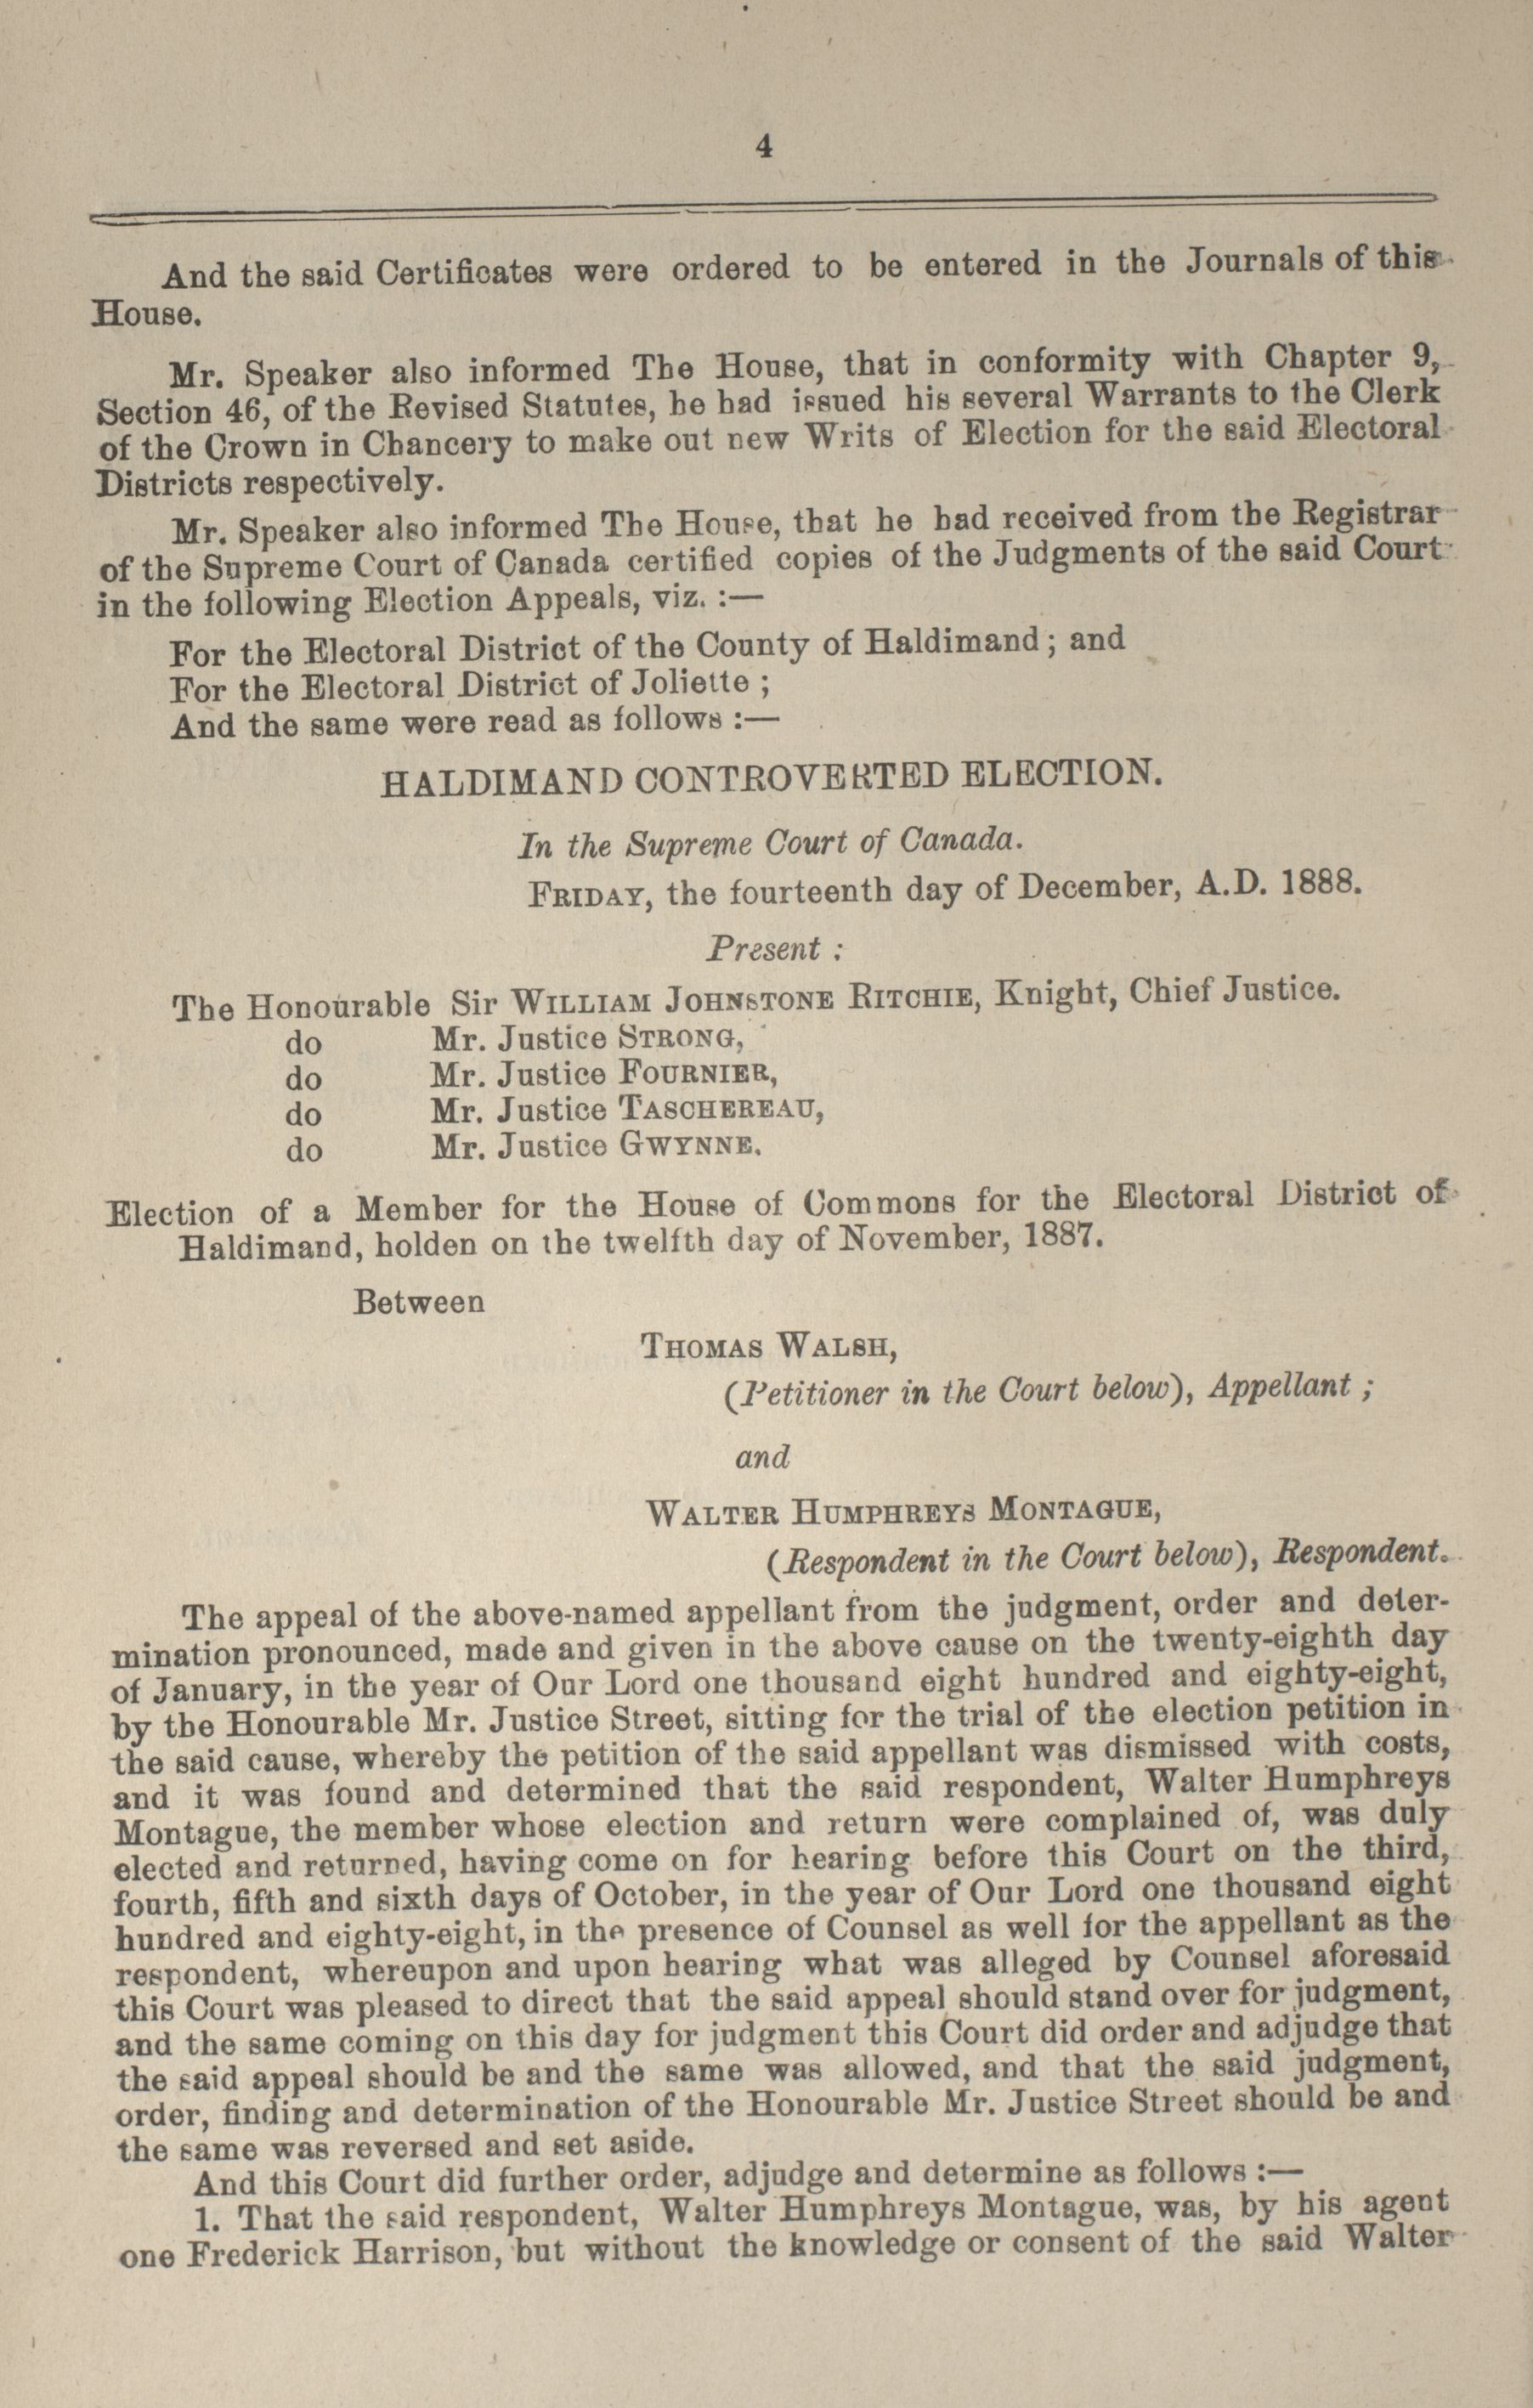 4
And the said Certificates were ordered to be entered in the Journals of this
House.
Mr. Speaker also informed The House, that in conformity with Chapter 9,
Section 46, of the Revised Statutes, he had issued his several Warrants to the Clerk
of the Crown in Chancery to make out new Writs of Election for the said Electoral
Districts respectively.
Mr. Speaker also informed The House, that he had received from the Registrar
of the Supreme Court of Canada certified copies of the Judgments of the said Court
in the following Election Appeals, viz. :—
For the Electoral District of the County of Haldimand; and
For the Electoral District of Joliette ;
And the same were read as follows :—
HALDIMAND CONTROVERTED ELECTION.
In the Supreme Court of Canada.
FRIDAY, the fourteenth day of December, A.D. 1888.
Present :
The Honourable Sir WILLIAM JOHNSTONE RITCHIE, Knight, Chief Justice.
do Mr. Justice STRONG,
do Mr. Justice FOURNIER,
do Mr. Justice TASCHEREAU,
do Mr. Justice GWYNNE.
Election of a Member for the House of Commons for the Electoral District of
Haldimand, holden on the twelfth day of November, 1887.
Between
THOMAS WALSH,
(Petitioner in the Court below), Appellant ;
and
WALTER HUMPHREYS MONTAGUE,
(Respondent in the Court below), Respondent.
The appeal of the above-named appellant from the judgment, order and deter-
mination pronounced, made and given in the above cause on the twenty-eighth day
of January, in the year of Our Lord one thousand eight hundred and eighty-eight,
by the Honourable Mr. Justice Street, sitting for the trial of the election petition in
the said cause, whereby the petition of the said appellant was dismissed with costs,
and it was found and determined that the said respondent, Walter Humphreys
Montague, the member whose election and return were complained of, was duly
elected and returned, having come on for hearing before this Court on the third,
fourth, fifth and sixth days of October, in the year of Our Lord one thousand eight
hundred and eighty-eight, in the presence of Counsel as well for the appellant as the
respondent, whereupon and upon hearing what was alleged by Counsel aforesaid
this Court was pleased to direct that the said appeal should stand over for judgment,
and the same coming on this day for judgment this Court did order and adjudge that
the said appeal should be and the same was allowed, and that the said judgment,
order, finding and determination of the Honourable Mr. Justice Street should be and
the same was reversed and set aside.
And this Court did further order, adjudge and determine as follows :—
1. That the said respondent, Walter Humphreys Montague, was, by his agent
one Frederick Harrison, but without the knowledge or consent of the said Walter